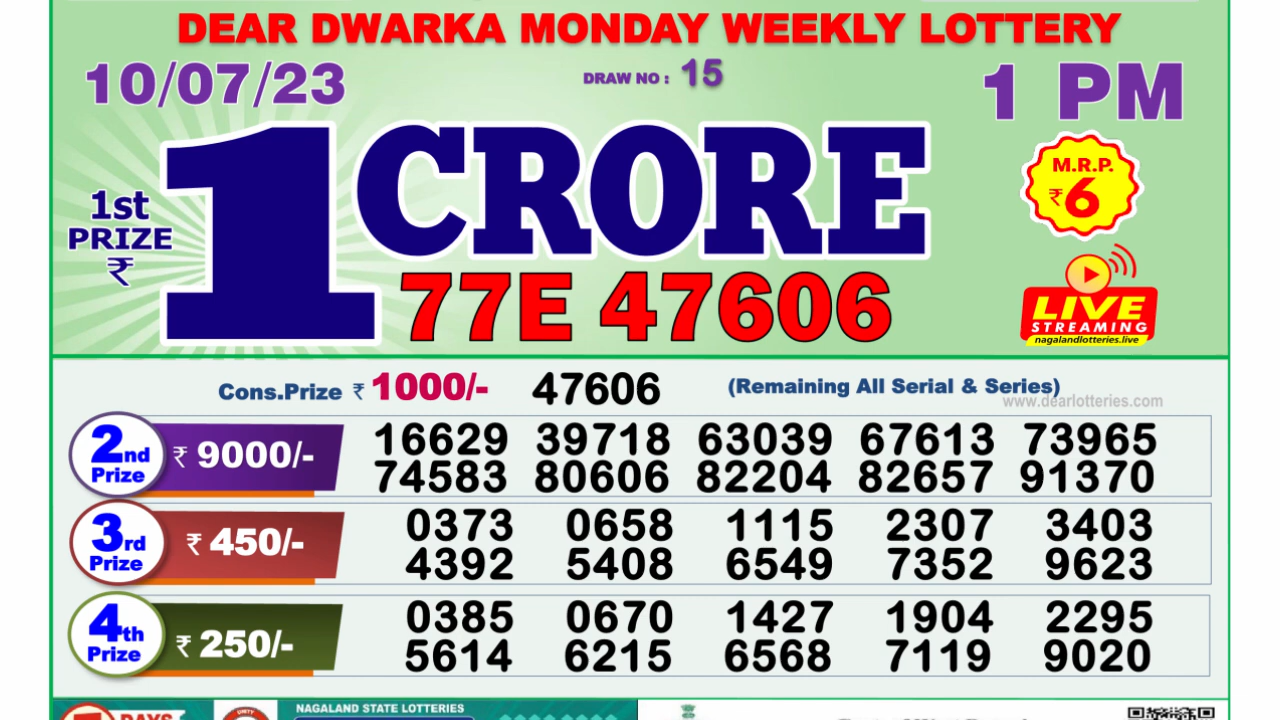 DEAR DWARKA MONDAY WEEKLY LOTTERY
10/07/23
DRAW NO : 15
1 PM
1st PRIZE ₹
1 CRORE
M.R.P. ₹ 6
77E 47606
LIVE
STREAMING
nagalandlotteries.live
Cons.Prize ₹ 1000/- 47606 (Remaining All Serial & Series)
www.dearlotteries.com
2nd Prize ₹ 9000/-
16629 39718 63039 67613 73965
74583 80606 82204 82657 91370
3rd Prize ₹ 450/-
0373 0658 1115 2307 3403
4392 5408 6549 7352 9623
4th Prize ₹ 250/-
0385 0670 1427 1904 2295
5614 6215 6568 7119 9020
DAYS
UNITY
NAGALAND STATE LOTTERIES